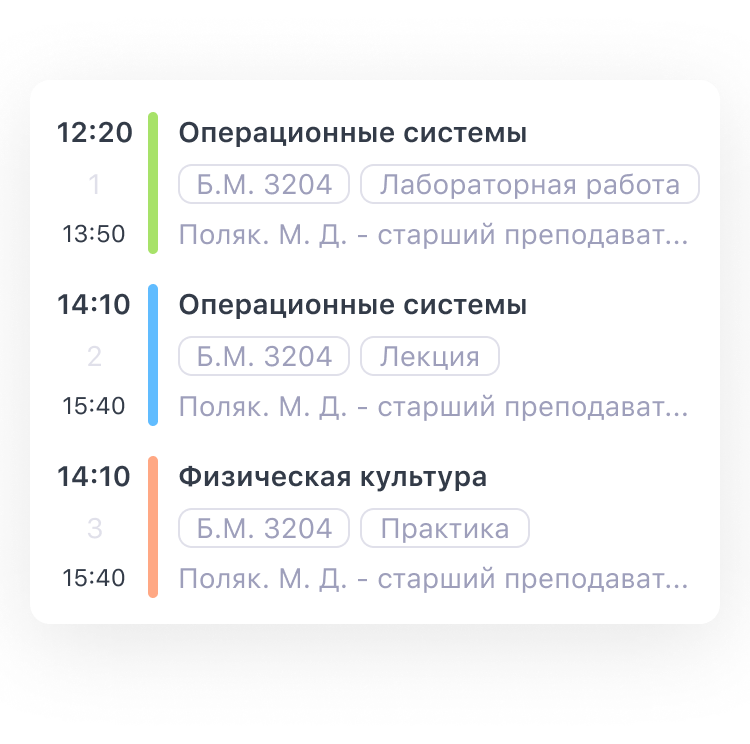 12:20 Операционные системы
1 Б.М. 3204 Лабораторная работа
13:50 Поляк. М. Д. - старший преподават...
14:10 Операционные системы
2 Б.М. 3204 Лекция
15:40 Поляк. М. Д. - старший преподават...
14:10 Физическая культура
3 Б.М. 3204 Практика
15:40 Поляк. М. Д. - старший преподават...